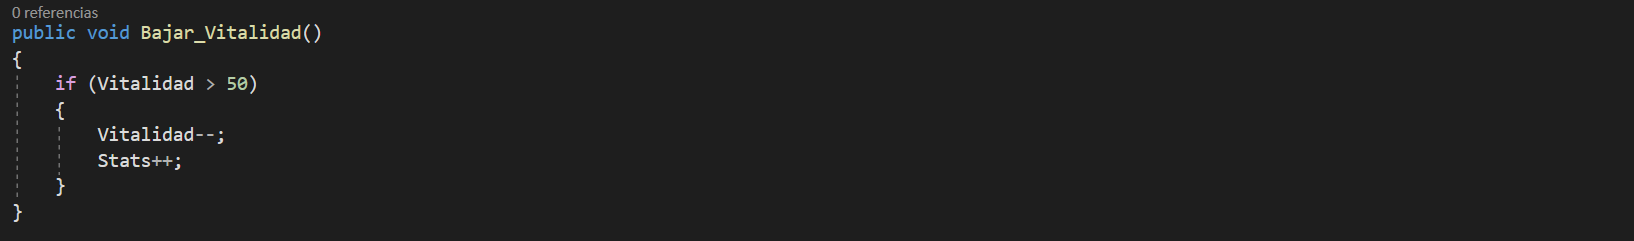 0 referencias
public void Bajar_Vitalidad()
{
    if (Vitalidad > 50)
    {
        Vitalidad--;
        Stats++;
    }
}